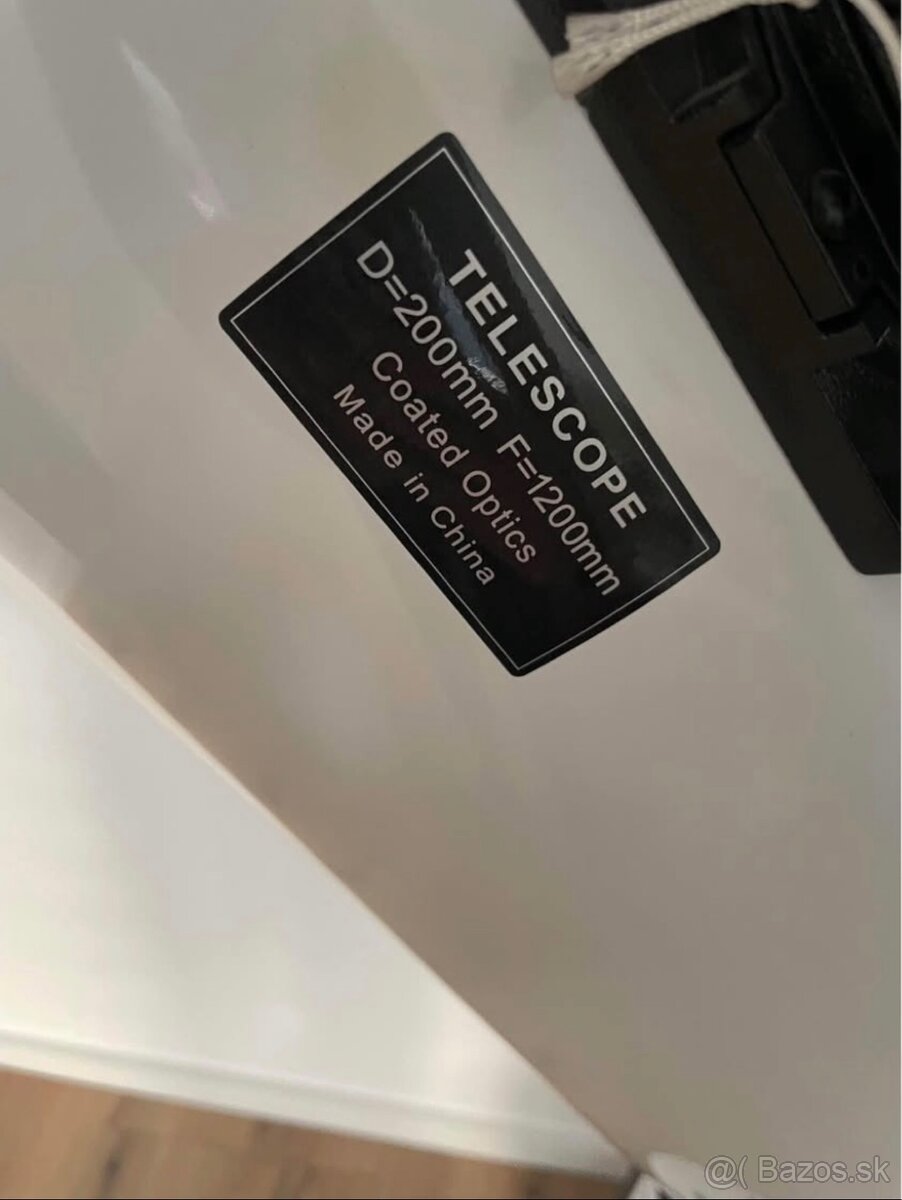 TELESCOPE
D=200mm F=1200mm
Coated Optics
Made in China
@( Bazos.sk